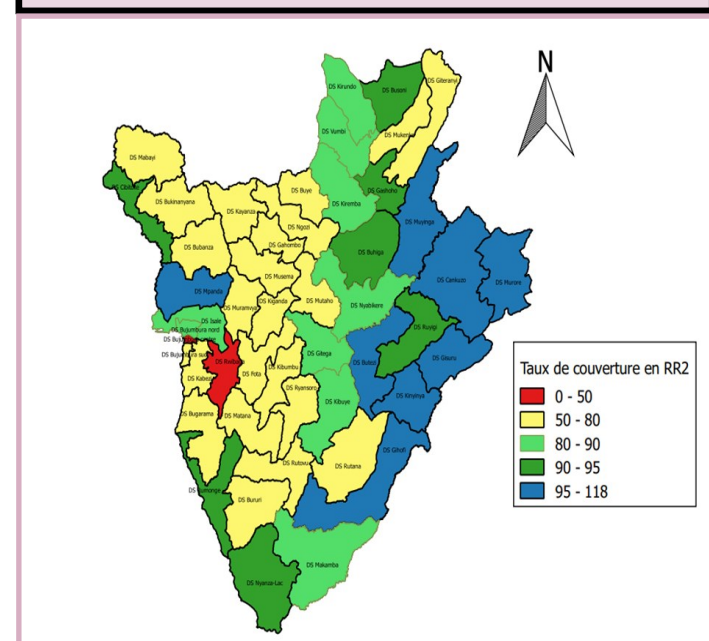 N
DS Kirundo
DS Busoni
DS Giteranyi
DS Vumbi
DS Mukenke
DS Mabayi
DS Cibitoke
DS Buye
DS Gashoho
DS Bukinanyana
DS Kayanza
DS Kiremba
DS Ngozi
DS Muyinga
DS Gahombo
DS Bubanza
DS Buhiga
DS Musema
DS Cankuzo
DS Murore
DS Mpanda
DS Kiganda
DS Mutaho
DS Nyabikere
DS Muramvya
DS Isale
DS Bujumbura nord
DS Ruyigi
DS Bujumbura sud
DS Gitega
DS Gisuru
DS Kibumbu
DS Fota
DS Kabezi
DS Ryansoro
DS Kinyinya
DS Kibuye
DS Bugarama
DS Matana
DS Gihofi
DS Rutovu
DS Rutana
DS Bururi
DS Makamba
DS Nyanza-Lac
Taux de couverture en RR2
0 - 50
50 - 80
80 - 90
90 - 95
95 - 118